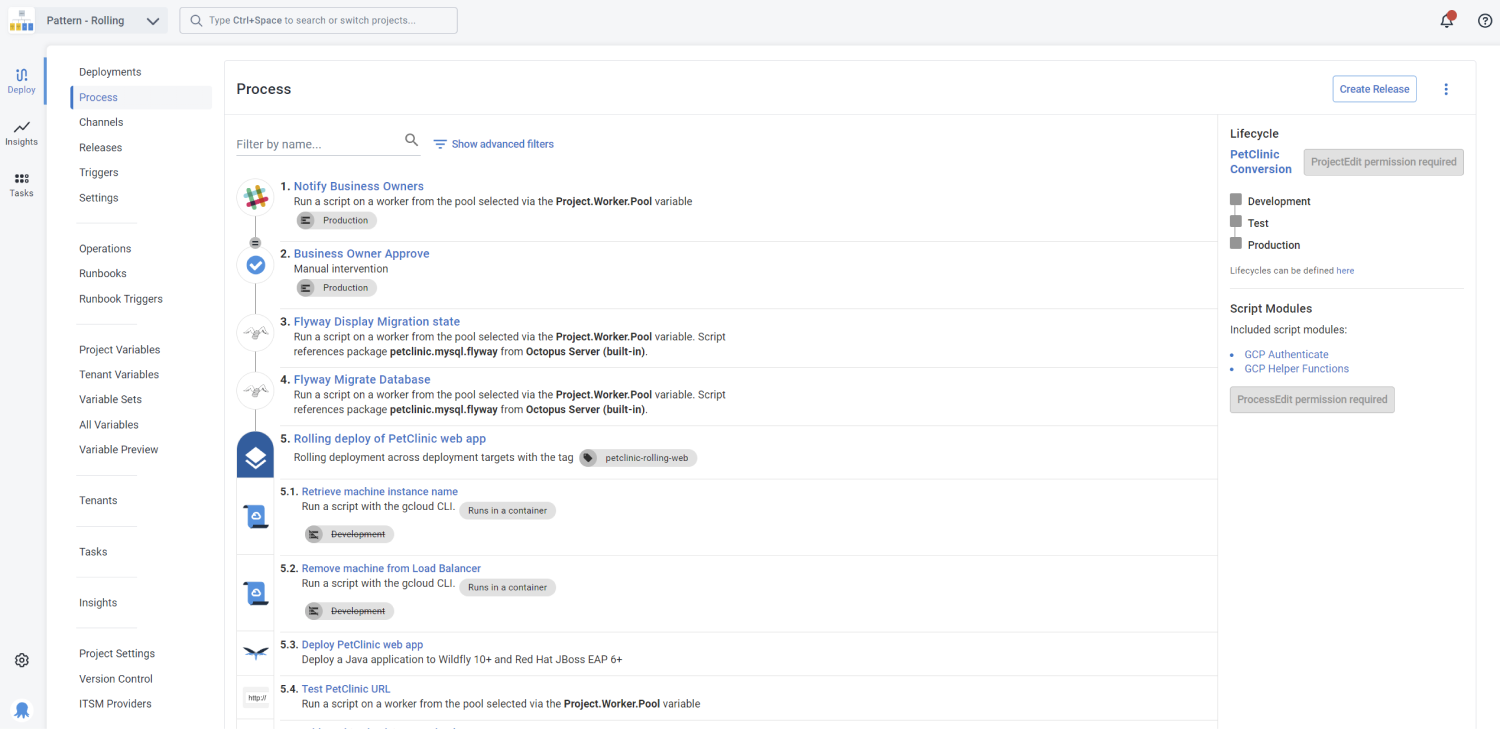 Pattern - Rolling
Type Ctrl+Space to search or switch projects...
Deploy
Insights
Tasks
Deployments
Process
Channels
Releases
Triggers
Settings
Operations
Runbooks
Runbook Triggers
Project Variables
Tenant Variables
Variable Sets
All Variables
Variable Preview
Tenants
Tasks
Insights
Project Settings
Version Control
ITSM Providers
Process
Create Release
Filter by name...
Show advanced filters
1. Notify Business Owners
Run a script on a worker from the pool selected via the Project.Worker.Pool variable
Production
2. Business Owner Approve
Manual intervention
Production
3. Flyway Display Migration state
Run a script on a worker from the pool selected via the Project.Worker.Pool variable. Script
references package petclinic.mysql.flyway from Octopus Server (built-in).
4. Flyway Migrate Database
Run a script on a worker from the pool selected via the Project.Worker.Pool variable. Script
references package petclinic.mysql.flyway from Octopus Server (built-in).
5. Rolling deploy of PetClinic web app
Rolling deployment across deployment targets with the tag petclinic-rolling-web
5.1. Retrieve machine instance name
Run a script with the gcloud CLI. Runs in a container
Development
5.2. Remove machine from Load Balancer
Run a script with the gcloud CLI. Runs in a container
Development
5.3. Deploy PetClinic web app
Deploy a Java application to Wildfly 10+ and Red Hat JBoss EAP 6+
http://
5.4. Test PetClinic URL
Run a script on a worker from the pool selected via the Project.Worker.Pool variable
Lifecycle
PetClinic
Conversion
ProjectEdit permission required
Development
Test
Production
Lifecycles can be defined here
Script Modules
Included script modules:
GCP Authenticate
GCP Helper Functions
ProcessEdit permission required